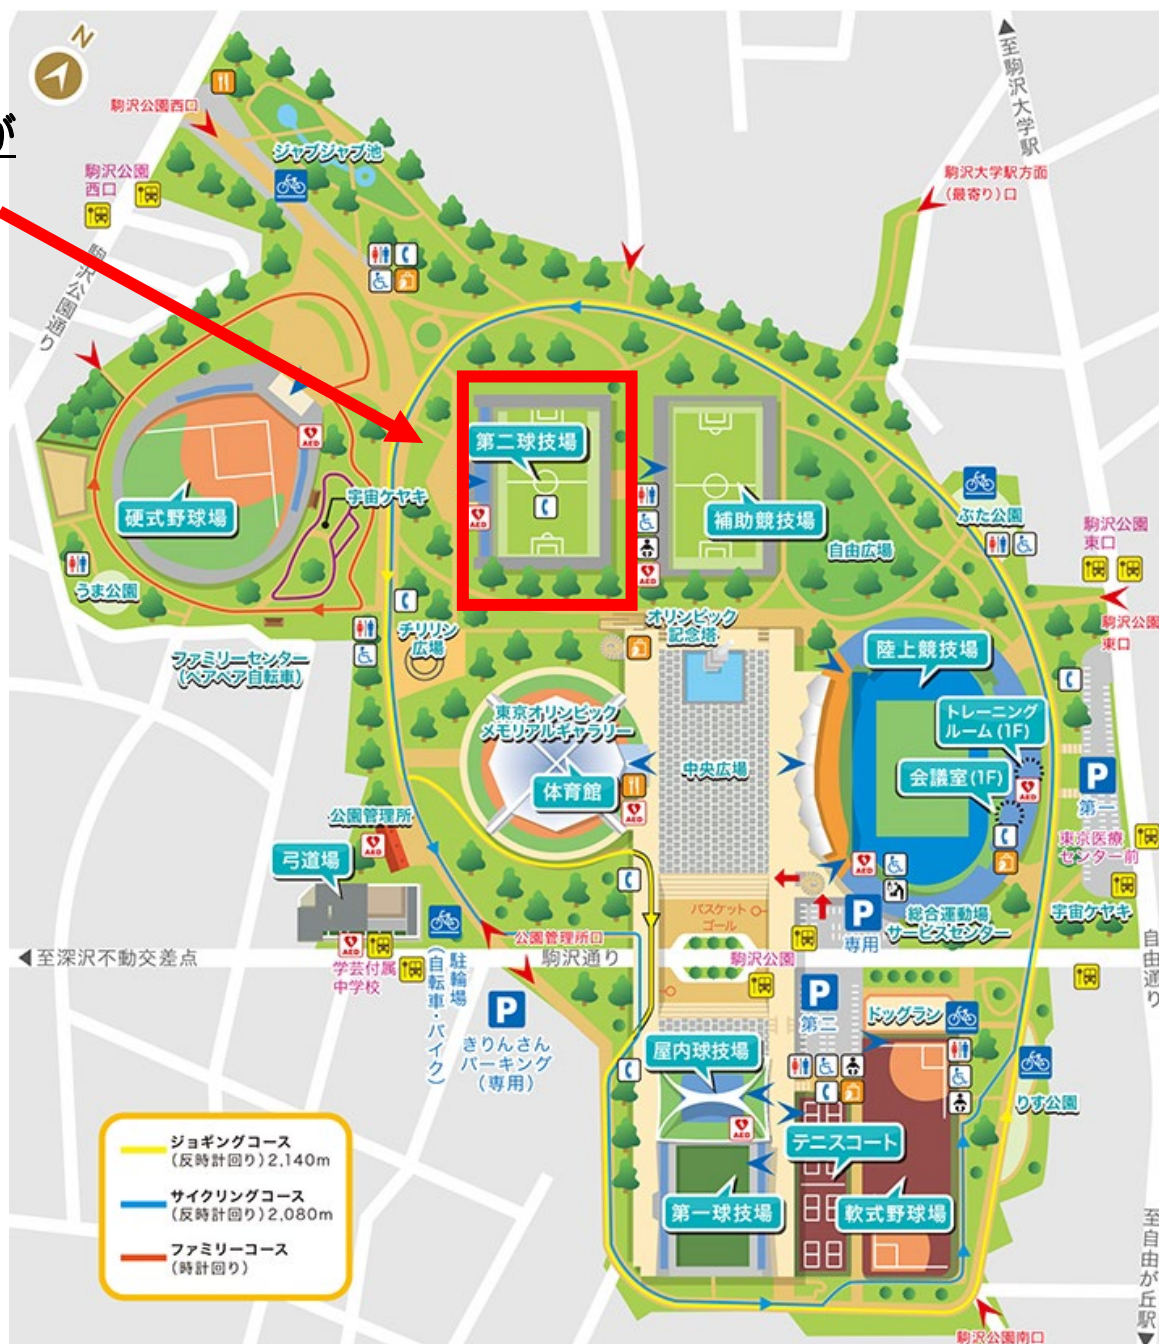 N
が
駒沢公園西口
ジャブジャブ池
駒沢公園
西口
駒沢公園通り
▲至駒沢大学駅
駒沢大学駅方面
(最寄り)口
第二球技場
補助競技場
自由広場
硬式野球場
宇宙ケヤキ
うま公園
ぶた公園
駒沢公園
東口
駒沢公園
東口
チリリン
広場
オリンピック
記念塔
ファミリーセンター
(ペアペア自転車)
東京オリンピック
メモリアルギャラリー
体育館
中央広場
陸上競技場
トレーニング
ルーム(1F)
会議室(1F)
P
第一
東京医療
センター前
宇宙ケヤキ
公園管理所
弓道場
バスケット
ゴール
P
専用
総合運動場
サービスセンター
◀至深沢不動交差点
公園管理所口
駒沢通り
駒沢公園
自由通り
学芸付属
中学校
駐輪場
(自転車・バイク)
P
きりんさん
パーキング
(専用)
P
第二
ドッグラン
屋内球技場
りす公園
テニスコート
第一球技場
軟式野球場
至自由が丘駅▼
駒沢公園南口
AED
AED
AED
AED
AED
AED
AED
AED
AED
AED
ジョギングコース
(反時計回り)2,140m
サイクリングコース
(反時計回り)2,080m
ファミリーコース
(時計回り)